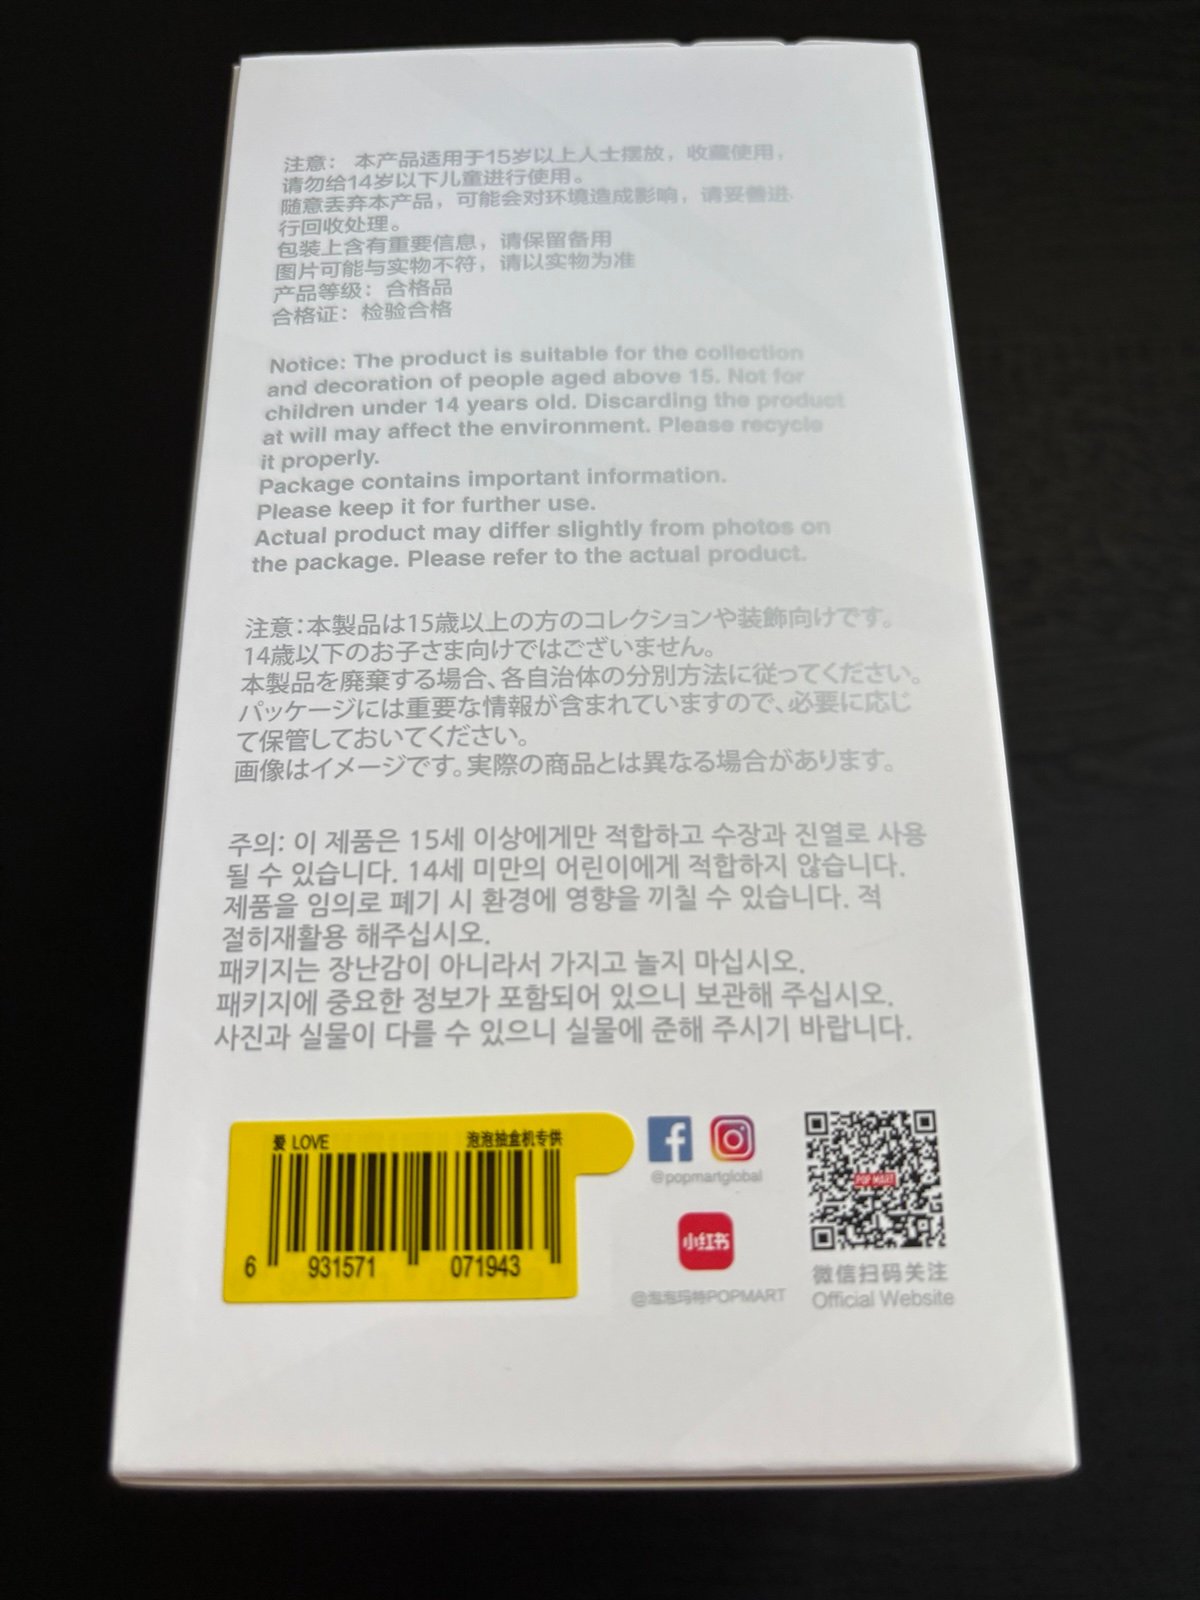 注意： 本产品适用于15岁以上人士摆放，收藏使用，
请勿给14岁以下儿童进行使用。
随意丢弃本产品，可能会对环境造成影响，请妥善进
行回收处理。
包装上含有重要信息，请保留备用
图片可能与实物不符，请以实物为准
产品等级：合格品
合格证：检验合格
Notice: The product is suitable for the collection
and decoration of people aged above 15. Not for
children under 14 years old. Discarding the product
at will may affect the environment. Please recycle
it properly.
Package contains important information.
Please keep it for further use.
Actual product may differ slightly from photos on
the package. Please refer to the actual product.
注意：本製品は15歳以上の方のコレクションや装飾向けです。
14歳以下のお子さま向けではございません。
本製品を廃棄する場合、各自治体の分別方法に従ってください。
パッケージには重要な情報が含まれていますので、必要に応じ
て保管しておいてください。
画像はイメージです。実際の商品とは異なる場合があります。
주의: 이 제품은 15세 이상에게만 적합하고 수장과 진열로 사용
될 수 있습니다. 14세 미만의 어린이에게 적합하지 않습니다.
제품을 임의로 폐기 시 환경에 영향을 끼칠 수 있습니다. 적
절히재활용 해주십시오.
패키지는 장난감이 아니라서 가지고 놀지 마십시오.
패키지에 중요한 정보가 포함되어 있으니 보관해 주십시오.
사진과 실물이 다를 수 있으니 실물에 준해 주시기 바랍니다.
爱 LOVE 泡泡抽盒机专供
6 931571 071943
@popmartglobal
小红书
@泡泡玛特POPMART
POP MART
微信扫码关注
Official Website